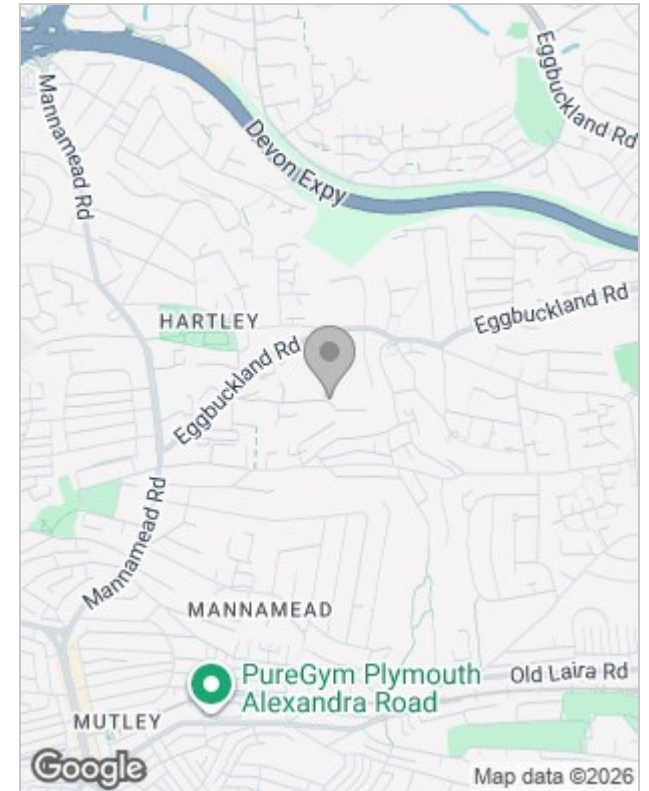 Eggbuckland Rd
Mannamead Rd
Devon Expy
HARTLEY
Eggbuckland Rd
Eggbuckland Rd
Mannamead Rd
MANNAMEAD
PureGym Plymouth
Alexandra Road
Old Laira Rd
MUTLEY
Google
Map data ©2026